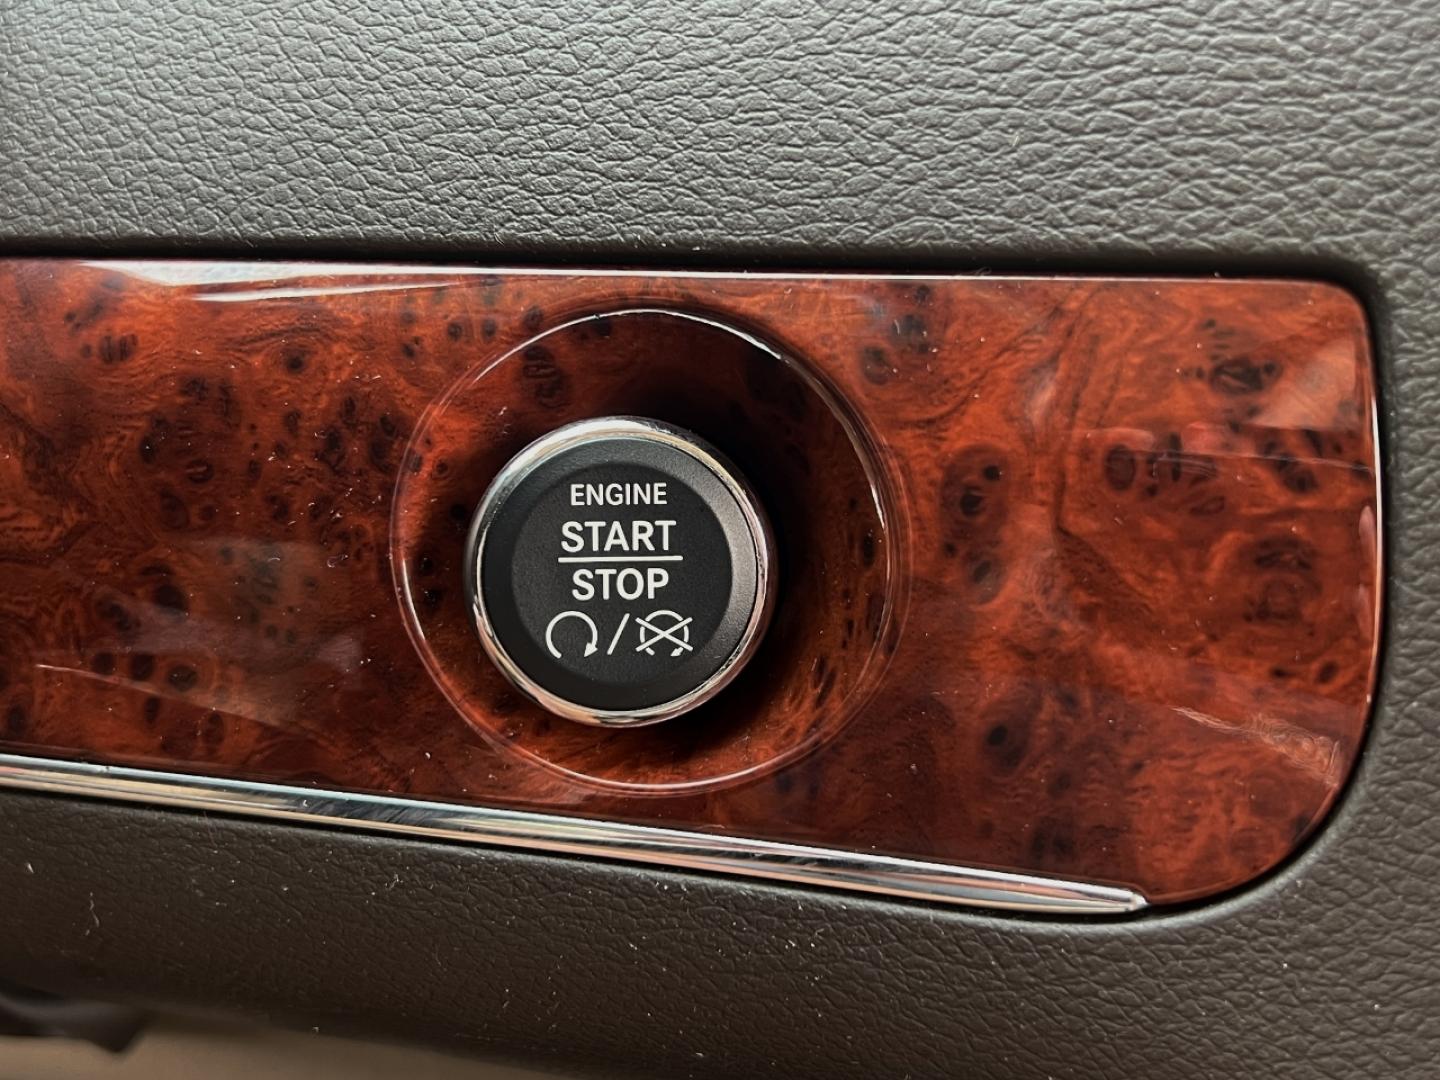 ENGINE
START
STOP
/